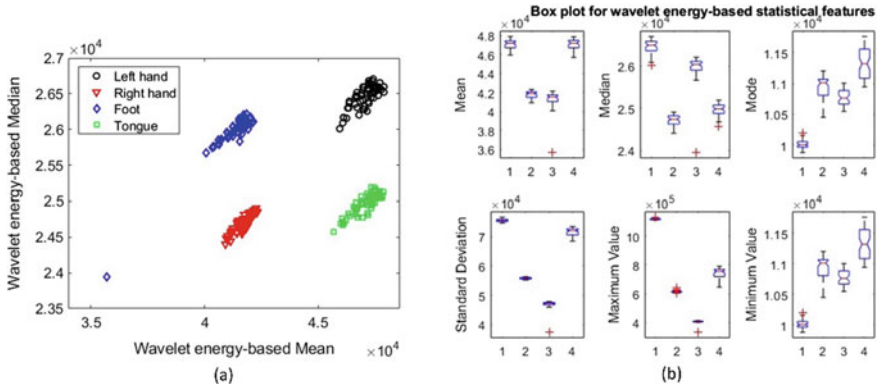 Box plot for wavelet energy-based statistical features
× 10⁴
2.7
2.65
2.6
2.55
2.5
2.45
2.4
2.35
Wavelet energy-based Median
Left hand
Right hand
Foot
Tongue
3.5
4
4.5
× 10⁴
Wavelet energy-based Mean
(a)
× 10⁴
4.8
4.6
4.4
4.2
4
3.8
3.6
Mean
1 2 3 4
× 10⁴
2.6
2.5
2.4
Median
1 2 3 4
× 10⁴
1.15
1.1
1.05
1
Mode
1 2 3 4
× 10⁴
7
6
5
4
Standard Deviation
1 2 3 4
× 10⁵
10
8
6
4
Maximum Value
1 2 3 4
× 10⁴
1.15
1.1
1.05
1
Minimum Value
1 2 3 4
(b)